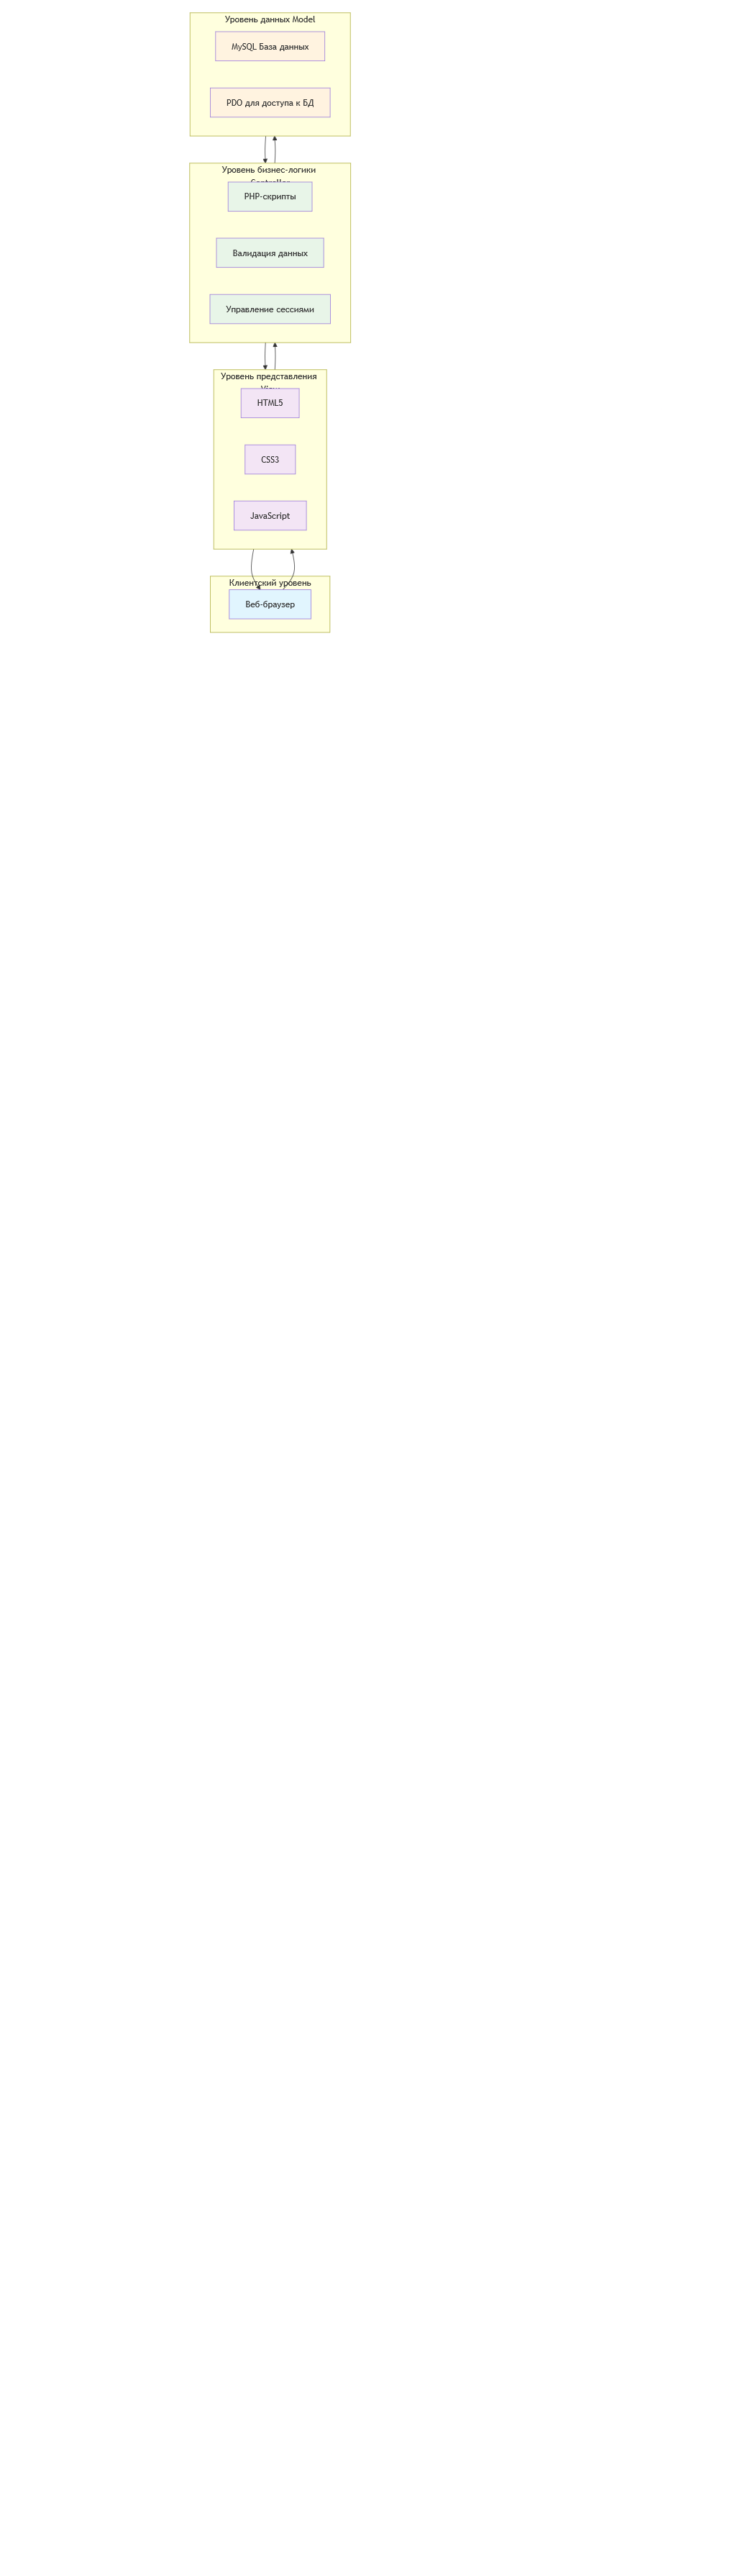 Уровень данных Model
MySQL База данных
PDO для доступа к БД
Уровень бизнес-логики
PHP-скрипты
Валидация данных
Управление сессиями
Уровень представления
HTML5
CSS3
JavaScript
Клиентский уровень
Веб-браузер